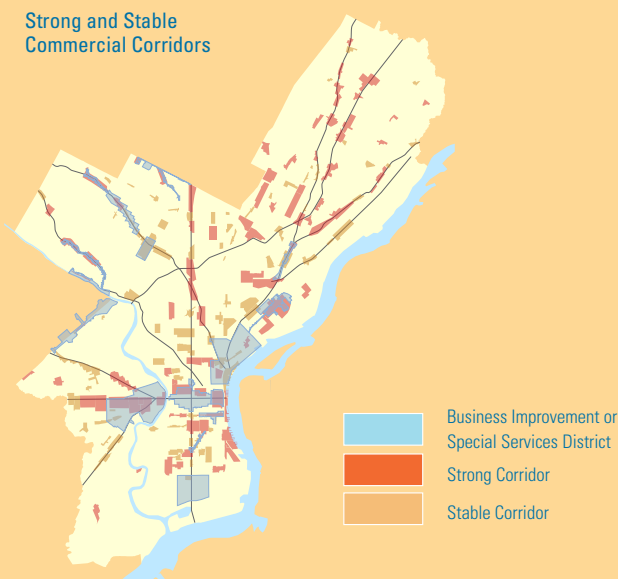 Strong and Stable
Commercial Corridors
Business Improvement or
Special Services District
Strong Corridor
Stable Corridor